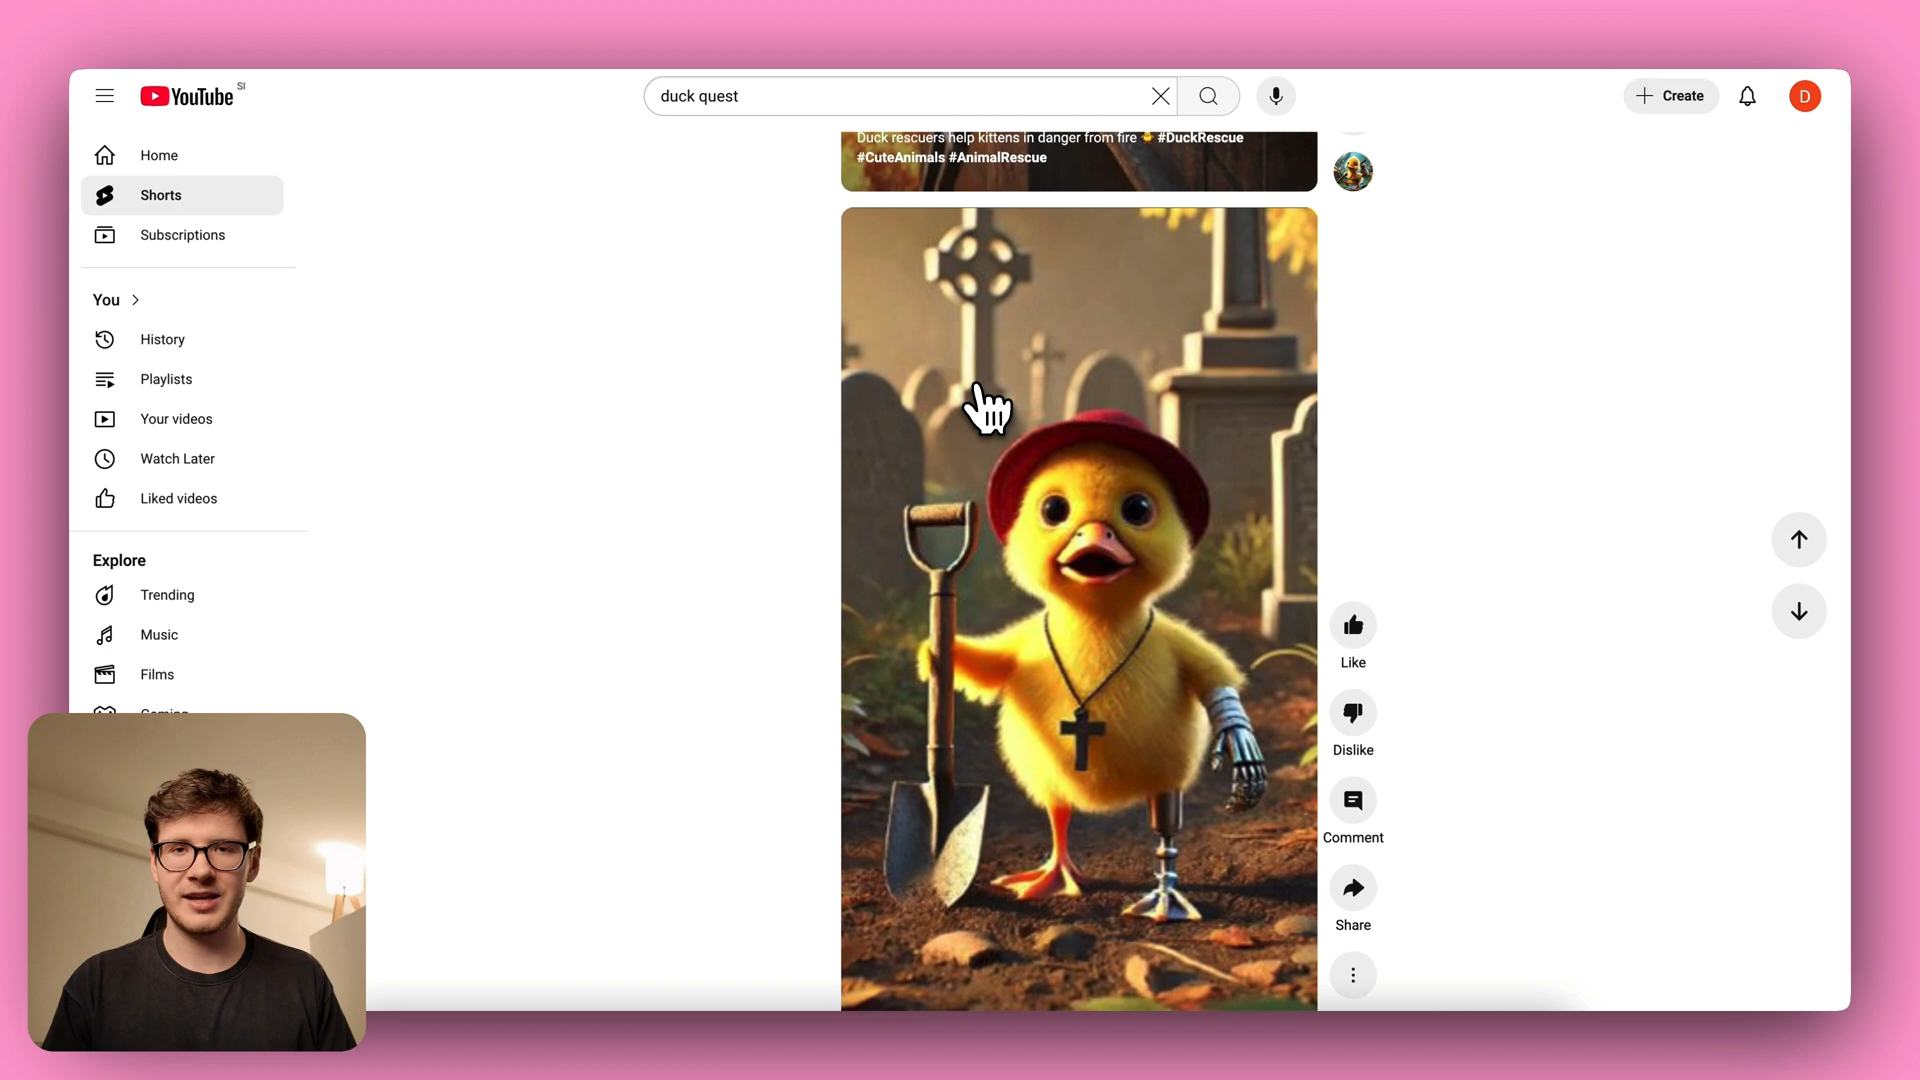 YouTube SI
duck quest
Create
D
Home
Shorts
Subscriptions
You
History
Playlists
Your videos
Watch Later
Liked videos
Explore
Trending
Music
Films
Gaming
Duck rescuers help kittens in danger from fire 🐥 #DuckRescue
#CuteAnimals #AnimalRescue
Like
Dislike
Comment
Share